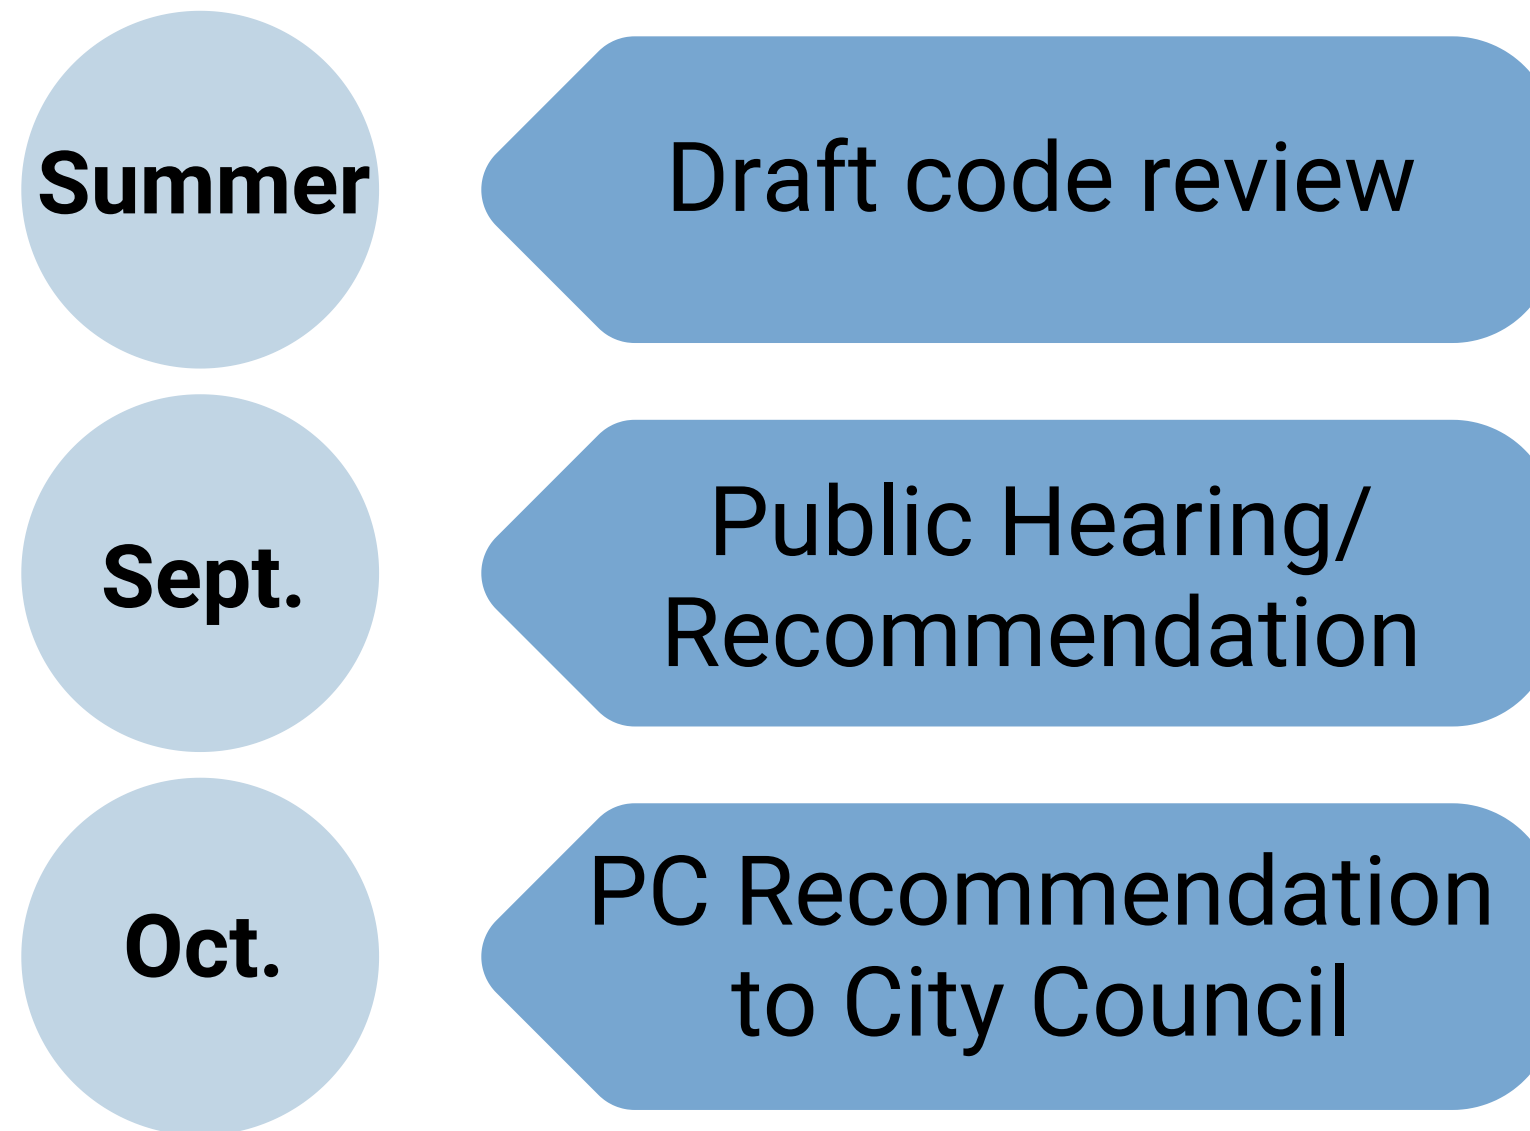 Summer
Draft code review
Sept.
Public Hearing/
Recommendation
Oct.
PC Recommendation
to City Council